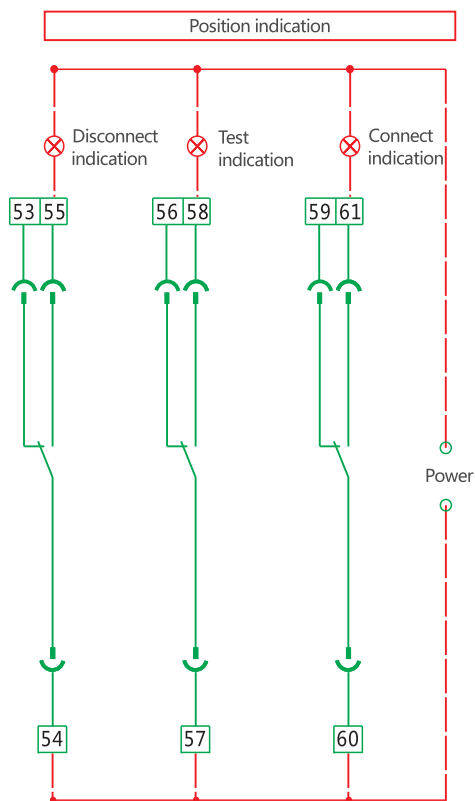 Position indication
Disconnect
indication
Test
indication
Connect
indication
53 55
56 58
59 61
Power
54
57
60